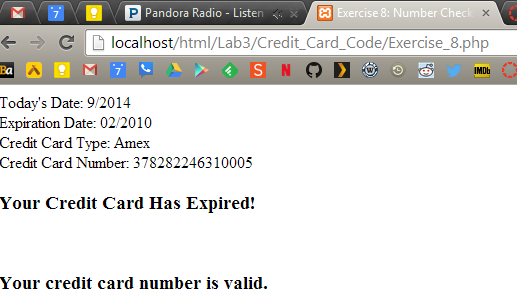 Pandora Radio - Listen
Exercise 8: Number Check
localhost/html/Lab3/Credit_Card_Code/Exercise_8.php
Today's Date: 9/2014
Expiration Date: 02/2010
Credit Card Type: Amex
Credit Card Number: 378282246310005
Your Credit Card Has Expired!
Your credit card number is valid.